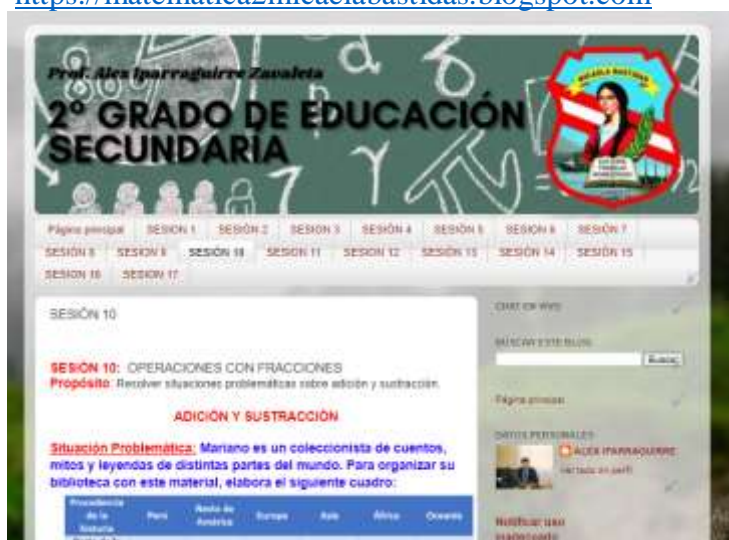 https://matematica2micaelabastidas.blogspot.com
Prof. Alex Iparraguirre Zavaleta
2° GRADO DE EDUCACIÓN
SECUNDARIA
MICAELA BASTIDAS
Página principal SESIÓN 1 SESIÓN 2 SESIÓN 3 SESIÓN 4 SESIÓN 5 SESIÓN 6 SESIÓN 7
SESIÓN 8 SESIÓN 9 SESIÓN 10 SESIÓN 11 SESIÓN 12 SESIÓN 13 SESIÓN 14 SESIÓN 15
SESIÓN 16 SESIÓN 17
SESIÓN 10
SESIÓN 10: OPERACIONES CON FRACCIONES
Propósito: Resolver situaciones problemáticas sobre adición y sustracción.
ADICIÓN Y SUSTRACCIÓN
Situación Problemática: Mariano es un coleccionista de cuentos,
mitos y leyendas de distintas partes del mundo. Para organizar su
biblioteca con este material, elabora el siguiente cuadro:
Procedencia de la historia Perú Resto de América Europa Asia África Oceanía
CHAT EN VIVO
BUSCAR ESTE BLOG
Buscar
Página principal
DATOS PERSONALES
ALEX IPARRAGUIRRE
Ver todo mi perfil
Notificar uso
inadecuado